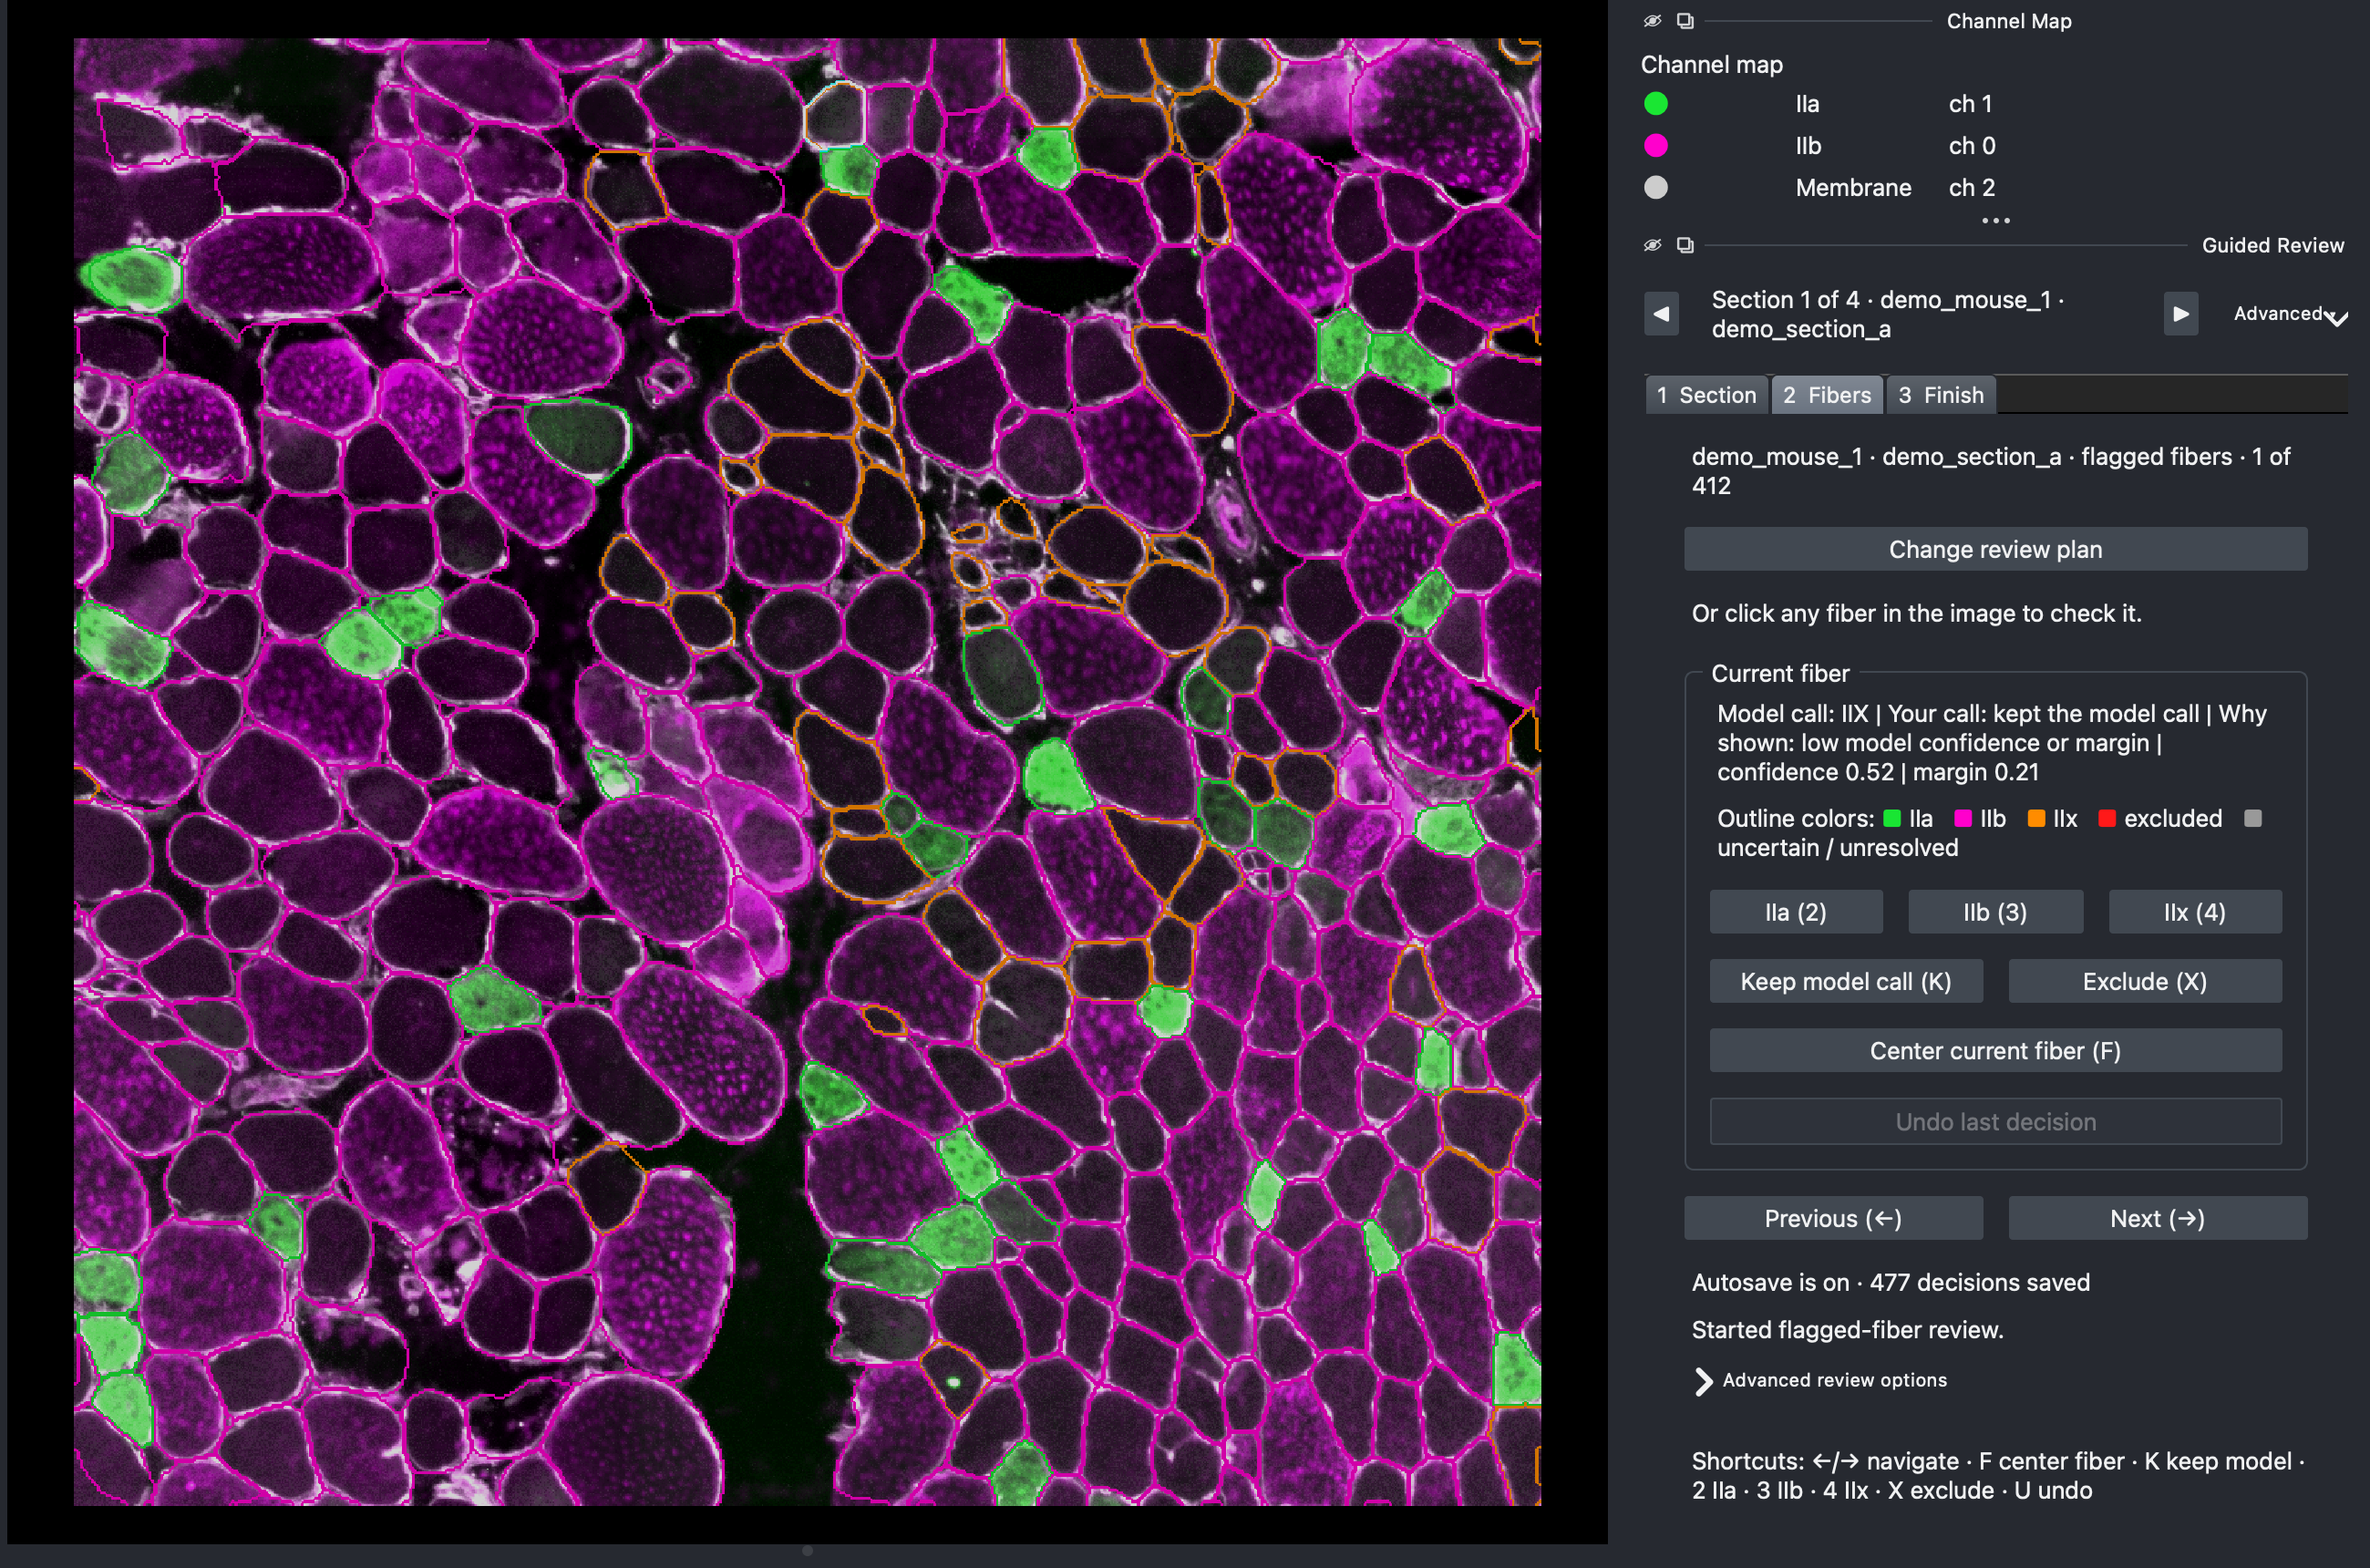 Channel Map
Channel map
IIa ch 1
IIb ch 0
Membrane ch 2
Guided Review
Section 1 of 4 · demo_mouse_1 ·
demo_section_a
Advanced
1 Section 2 Fibers 3 Finish
demo_mouse_1 · demo_section_a · flagged fibers · 1 of
412
Change review plan
Or click any fiber in the image to check it.
Current fiber
Model call: IIX | Your call: kept the model call | Why
shown: low model confidence or margin |
confidence 0.52 | margin 0.21
Outline colors: IIa IIb IIx excluded
uncertain / unresolved
IIa (2) IIb (3) IIx (4)
Keep model call (K) Exclude (X)
Center current fiber (F)
Undo last decision
Previous (←) Next (→)
Autosave is on · 477 decisions saved
Started flagged-fiber review.
Advanced review options
Shortcuts: ←/→ navigate · F center fiber · K keep model ·
2 IIa · 3 IIb · 4 IIx · X exclude · U undo